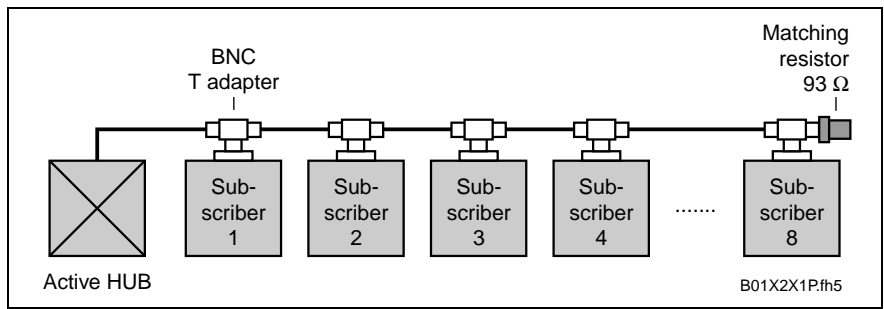 BNC
T adapter
Matching
resistor
93 Ω
Sub-
scriber
1
Sub-
scriber
2
Sub-
scriber
3
Sub-
scriber
4
.......
Sub-
scriber
8
Active HUB
B01X2X1P.fh5